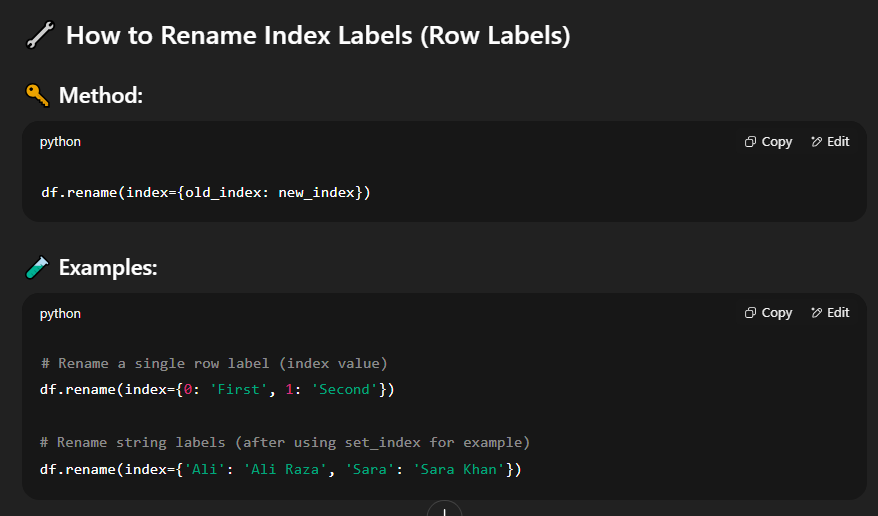 How to Rename Index Labels (Row Labels)
Method:
python
Copy
Edit
df.rename(index={old_index: new_index})
Examples:
python
Copy
Edit
# Rename a single row label (index value)
df.rename(index={0: 'First', 1: 'Second'})
# Rename string labels (after using set_index for example)
df.rename(index={'Ali': 'Ali Raza', 'Sara': 'Sara Khan'})